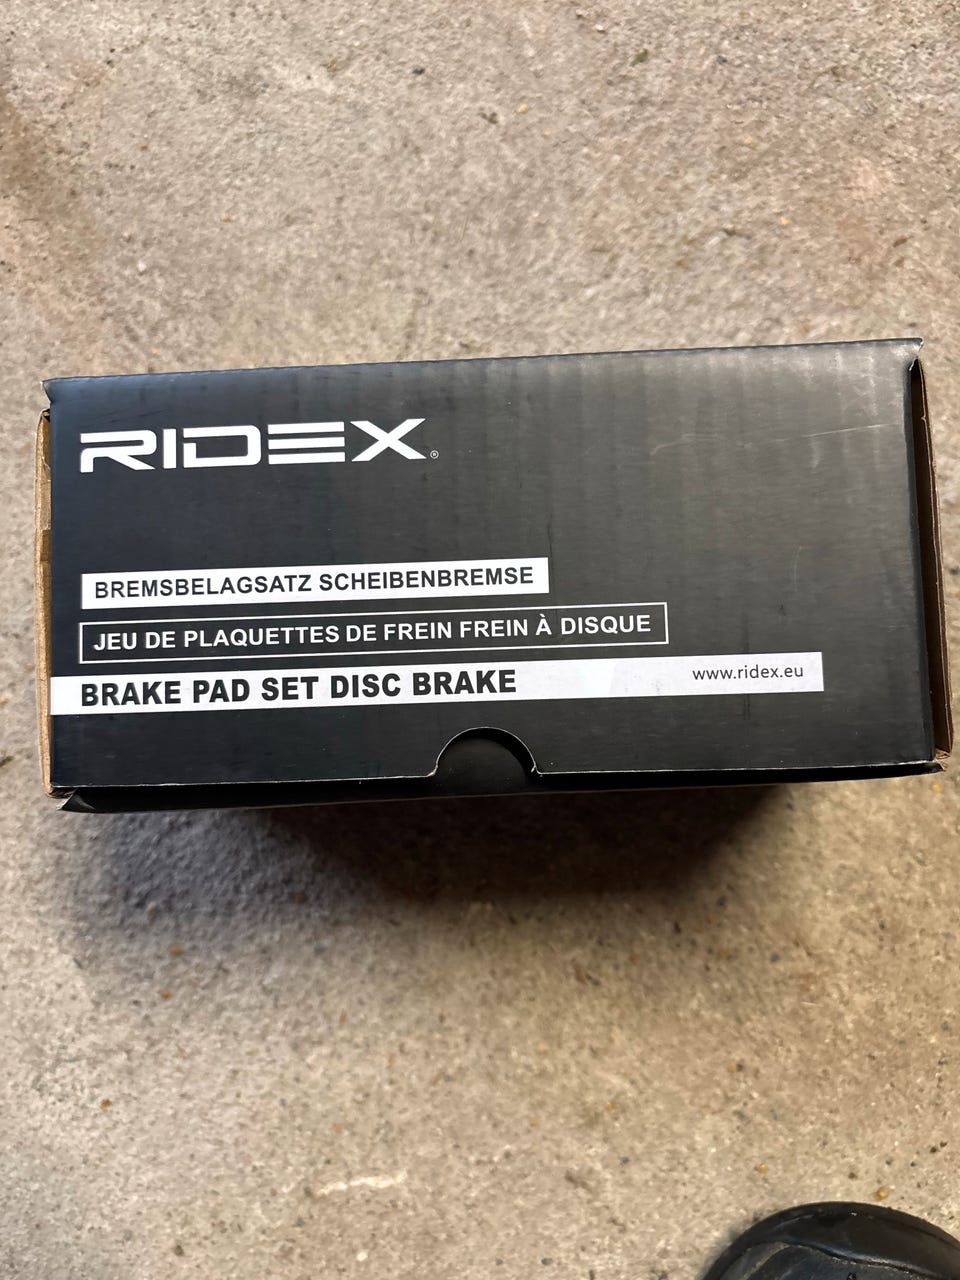 RIDEX®
BREMSBELAGSATZ SCHEIBENBREMSE
JEU DE PLAQUETTES DE FREIN FREIN À DISQUE
BRAKE PAD SET DISC BRAKE www.ridex.eu